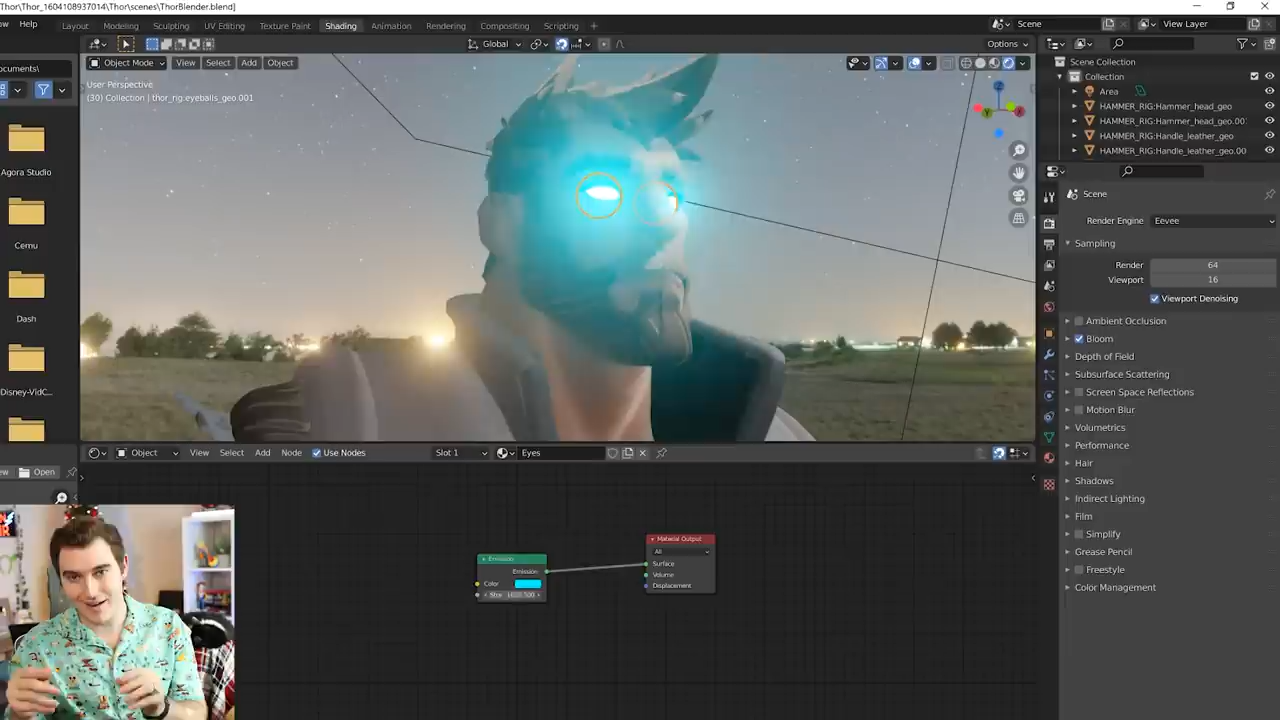 Thor\Thor_1604108937014\Thor\scenes\ThorBlender.blend]
Help Layout Modeling Sculpting UV Editing Texture Paint Shading Animation Rendering Compositing Scripting Scene View Layer
Global Options
Object Mode View Select Add Object
ocuments\
User Perspective
(30) Collection | thor_rig:eyeballs_geo.001
Agora Studio
Cemu
Dash
Disney-VidC...
Open
Scene Collection
Collection
Area
HAMMER_RIG:Hammer_head_geo
HAMMER_RIG:Hammer_head_geo.00
HAMMER_RIG:Handle_leather_geo
HAMMER_RIG:Handle_leather_geo.00
Scene
Render Engine Eevee
Sampling
Render 64
Viewport 16
Viewport Denoising
Ambient Occlusion
Bloom
Depth of Field
Subsurface Scattering
Screen Space Reflections
Motion Blur
Volumetrics
Performance
Hair
Shadows
Indirect Lighting
Film
Simplify
Grease Pencil
Freestyle
Color Management
Object View Select Add Node Use Nodes Slot 1 Eyes
Emission
Emission
Color
Material Output
All
Surface
Volume
Displacement